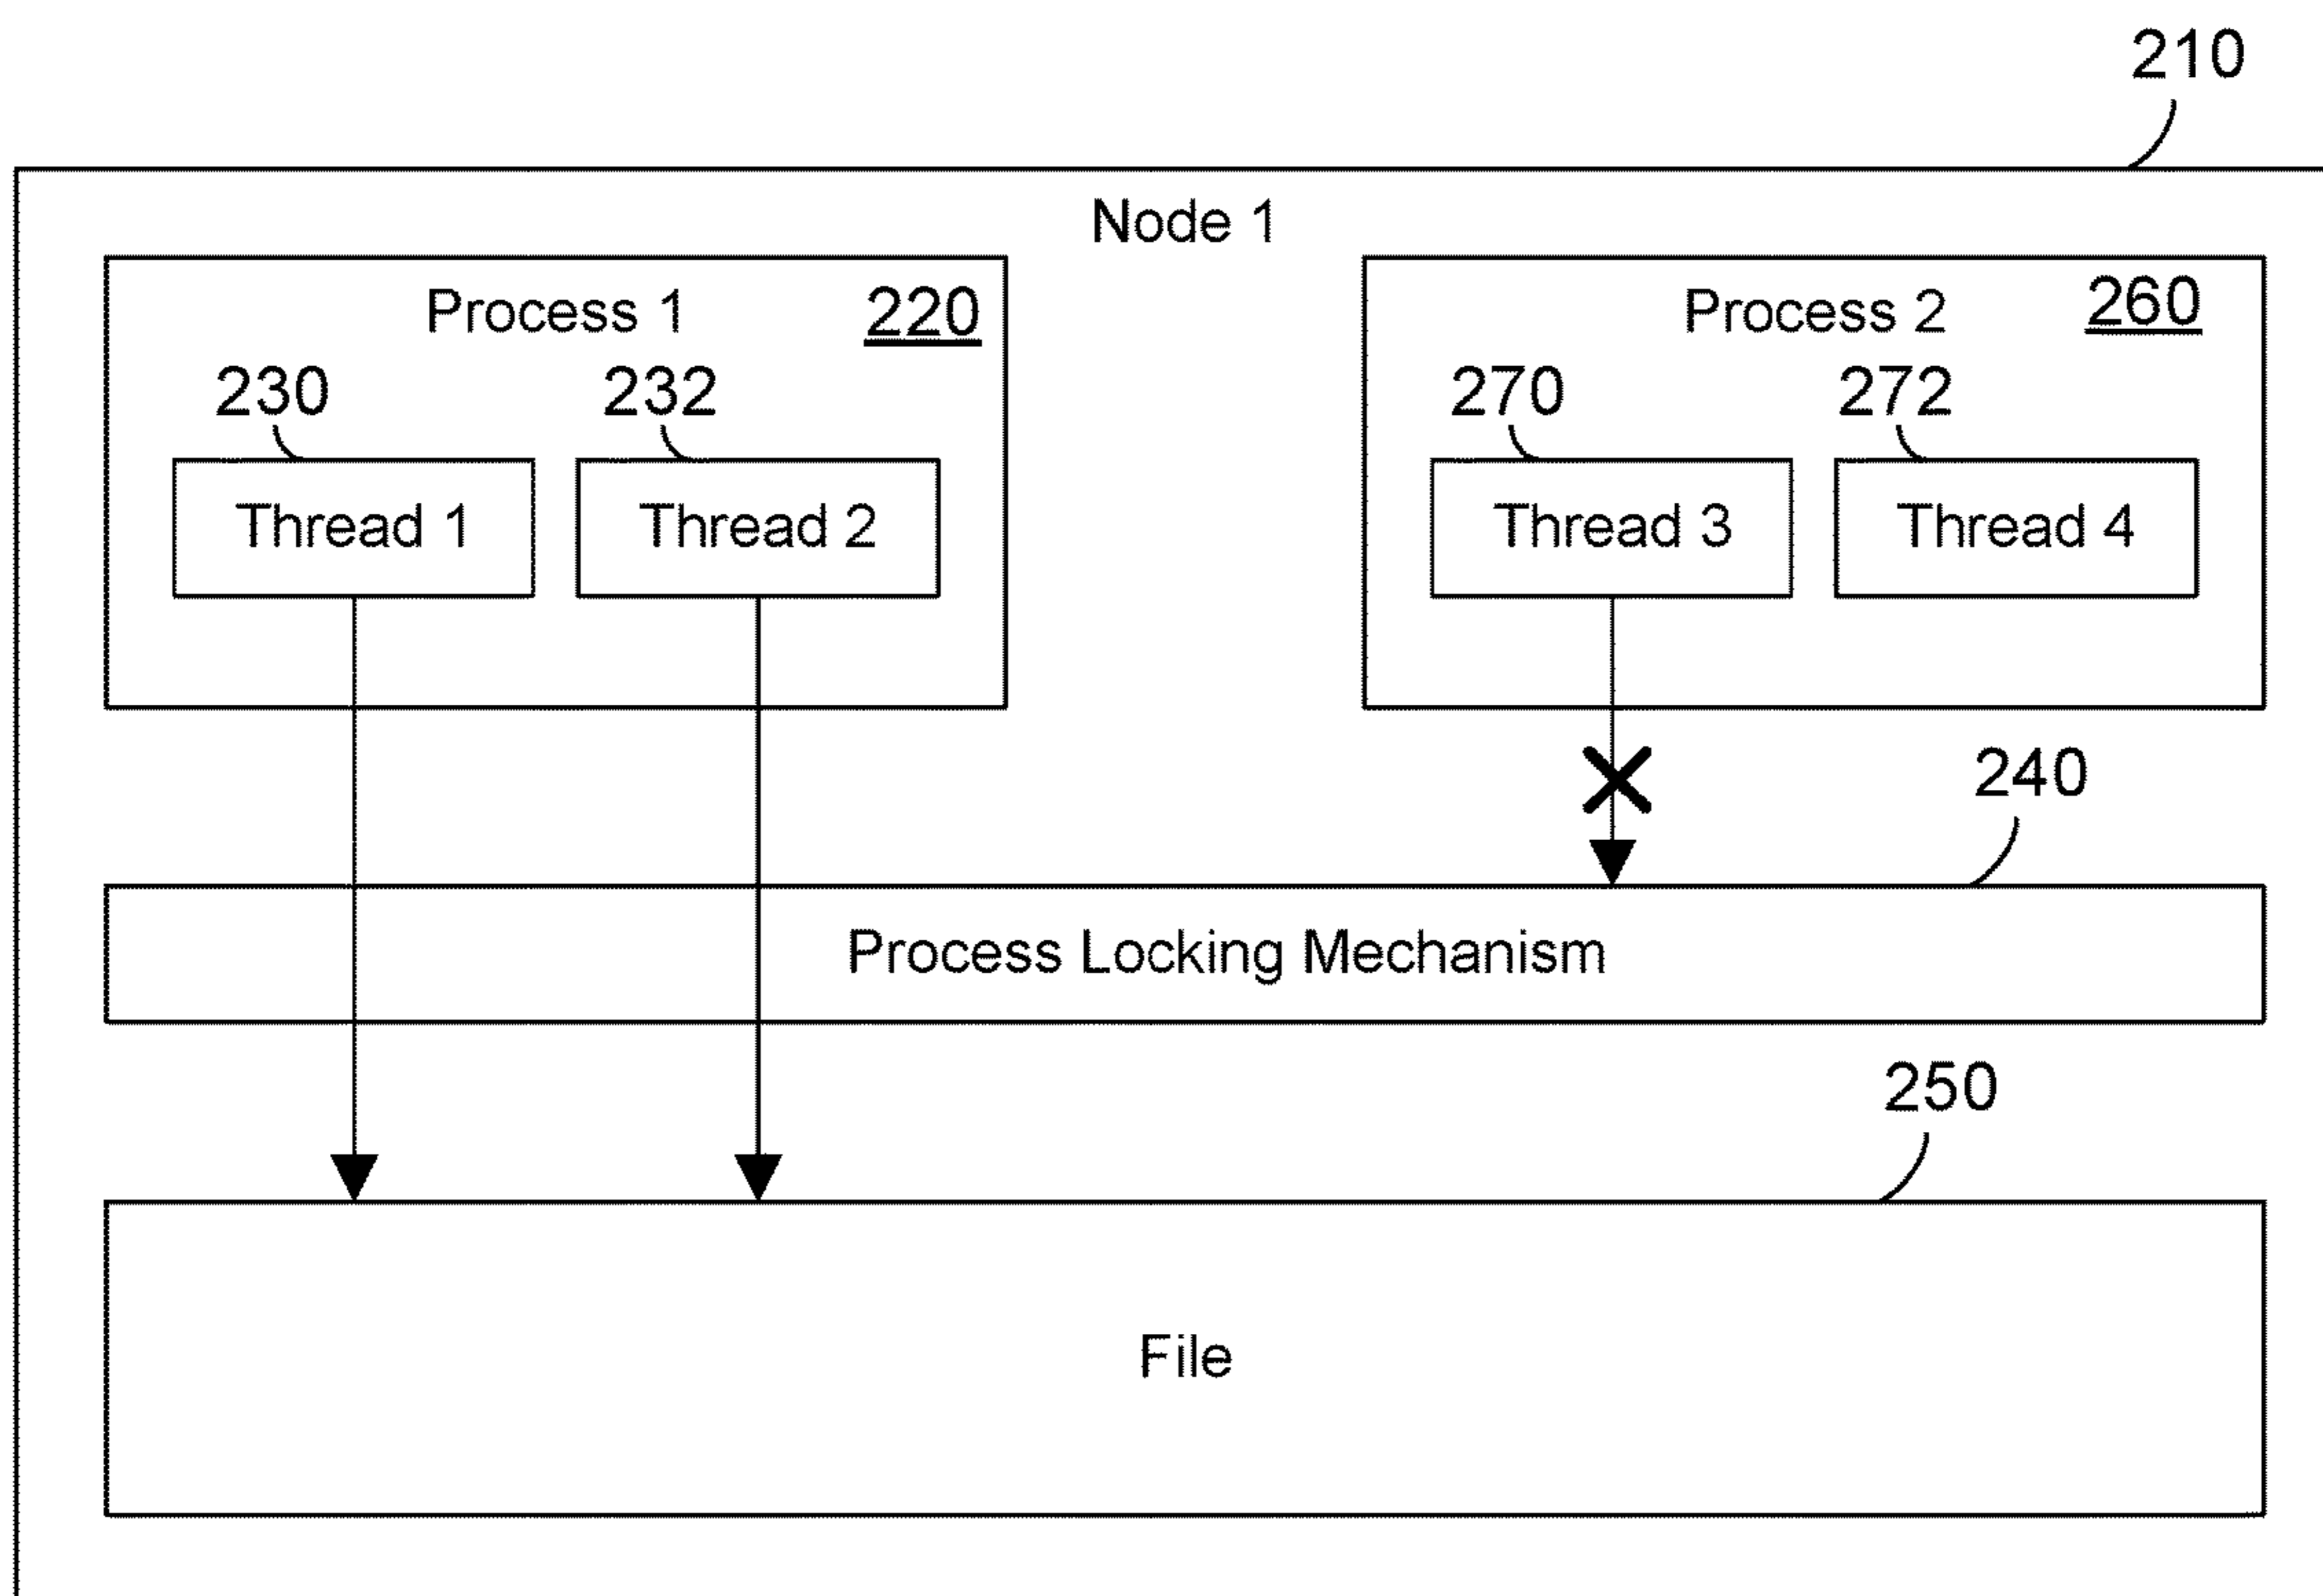 210
Node 1
Process 1 220
Process 2 260
230 232
270 272
Thread 1 Thread 2
Thread 3 Thread 4
240
Process Locking Mechanism
250
File